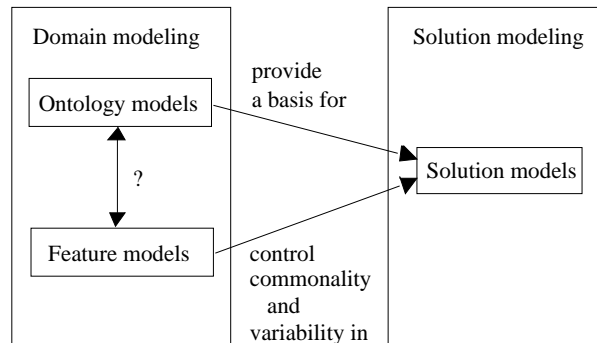 Domain modeling
Ontology models
?
Feature models
provide
a basis for
control
commonality
and
variability in
Solution modeling
Solution models